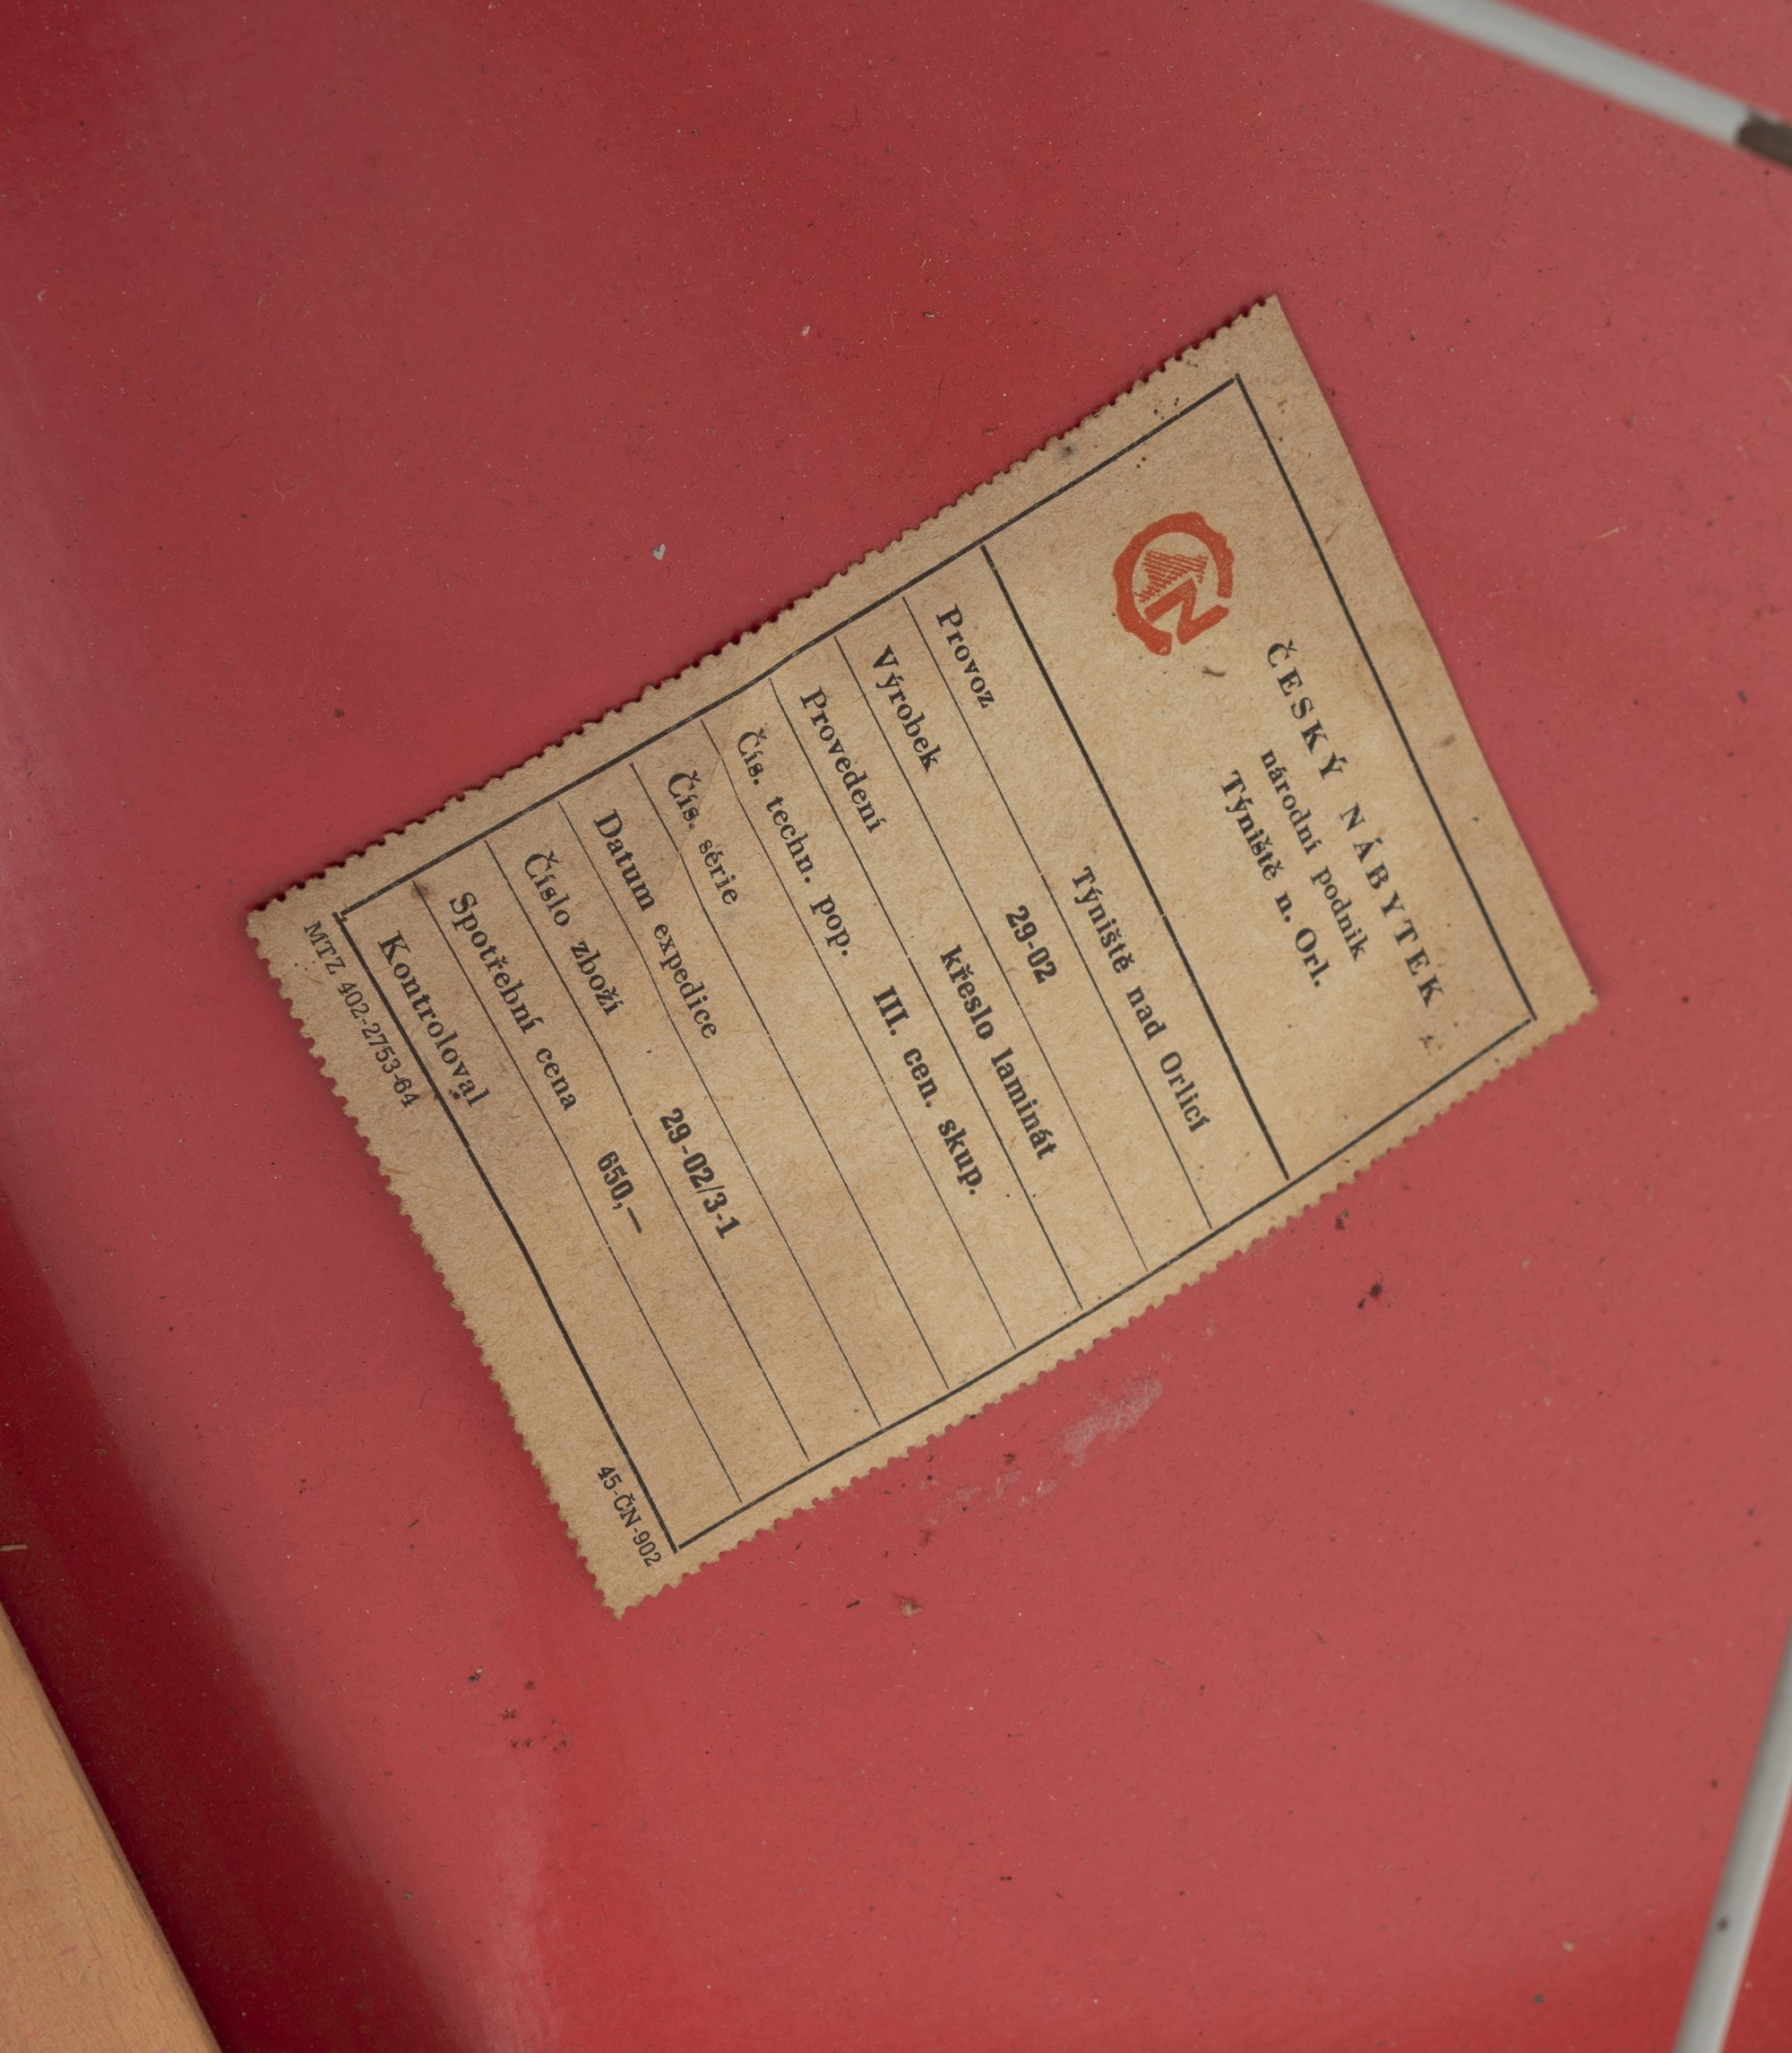 ČESKÝ NÁBYTEK
národní podnik
Týniště n. Orl.
Provoz Týniště nad Orlicí
Výrobek 29-02
Provedení křeslo laminát
Čís. techn. pop. III. cen. skup.
Čís. série
Datum expedice
Číslo zboží 29-02/3-1
Spotřební cena 650,—
Kontroloval
MTZ 402-2753-64 45-ČN-902